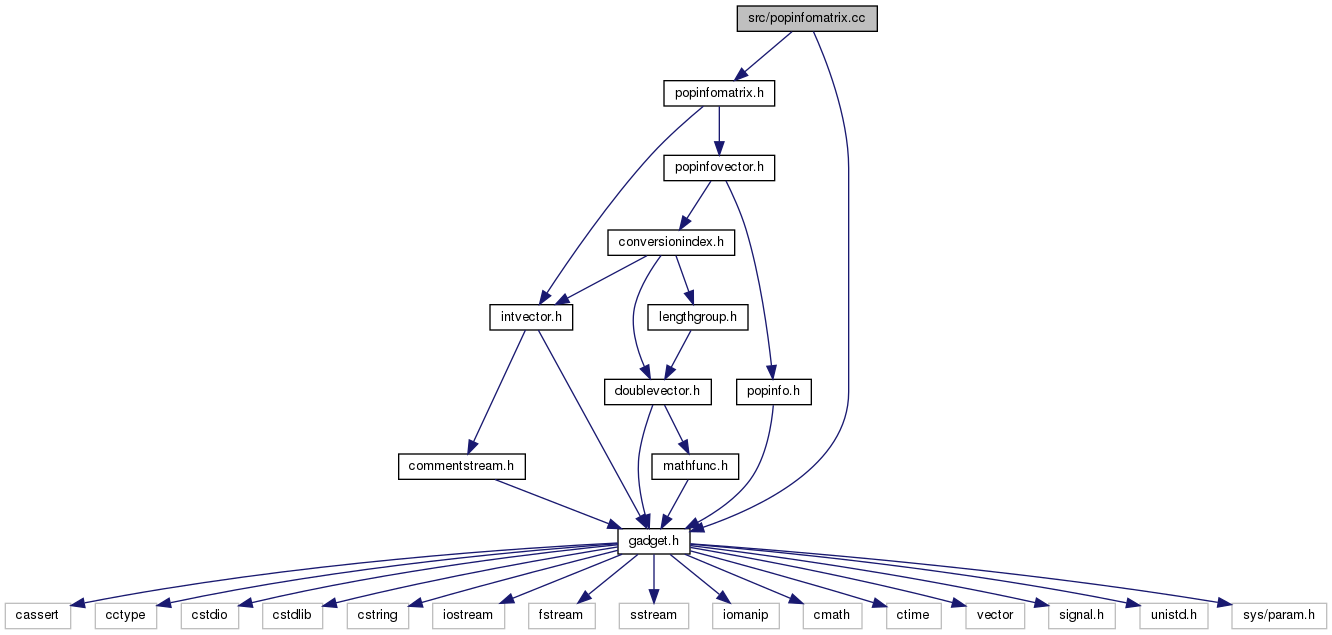 src/popinfomatrix.cc
popinfomatrix.h
popinfovector.h
conversionindex.h
intvector.h
lengthgroup.h
doublevector.h
popinfo.h
commentstream.h
mathfunc.h
gadget.h
cassert
cctype
cstdio
cstdlib
cstring
iostream
fstream
sstream
iomanip
cmath
ctime
vector
signal.h
unistd.h
sys/param.h